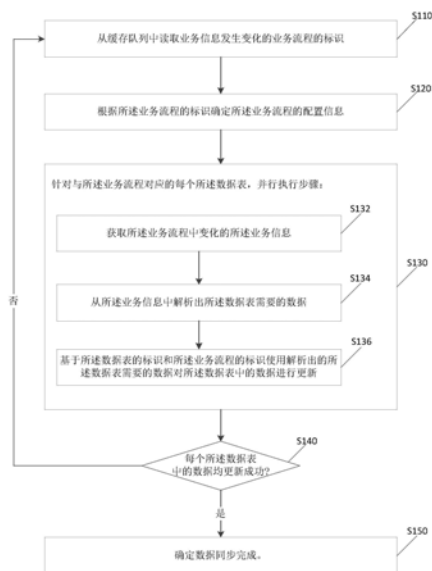 S110
从缓存队列中读取业务信息发生变化的业务流程的标识
S120
根据所述业务流程的标识确定所述业务流程的配置信息
针对与所述业务流程对应的每个所述数据表，并行执行步骤：
S132
获取所述业务流程中变化的所述业务信息
S130
S134
从所述业务信息中解析出所述数据表需要的数据
否
S136
基于所述数据表的标识和所述业务流程的标识使用解析出的所
述数据表需要的数据对所述数据表中的数据进行更新
S140
每个所述数据表
中的数据均更新成功?
是
S150
确定数据同步完成。